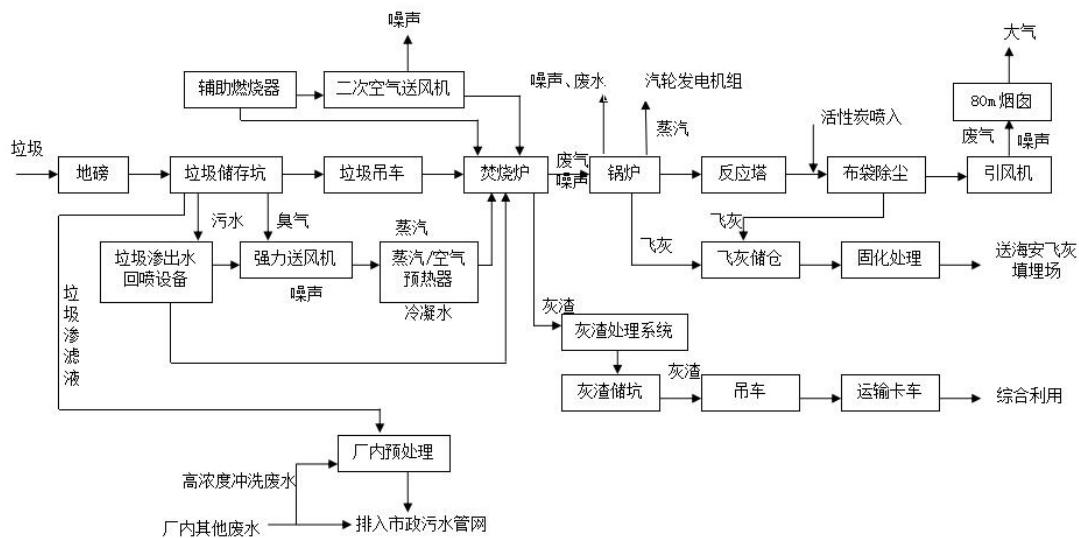 噪声
大气
辅助燃烧器
二次空气送风机
噪声、废水
汽轮发电机组
蒸汽
活性炭喷入
80m烟囱
废气
噪声
垃圾
地磅
垃圾储存坑
垃圾吊车
焚烧炉
废气
噪声
锅炉
反应塔
布袋除尘
引风机
污水
臭气
蒸汽
飞灰
飞灰
垃圾渗出水
回喷设备
强力送风机
噪声
蒸汽/空气
预热器
冷凝水
飞灰储仓
固化处理
送海安飞灰
填埋场
垃圾渗滤液
灰渣
灰渣处理系统
灰渣储坑
灰渣
吊车
运输卡车
综合利用
厂内预处理
高浓度冲洗废水
厂内其他废水
排入市政污水管网